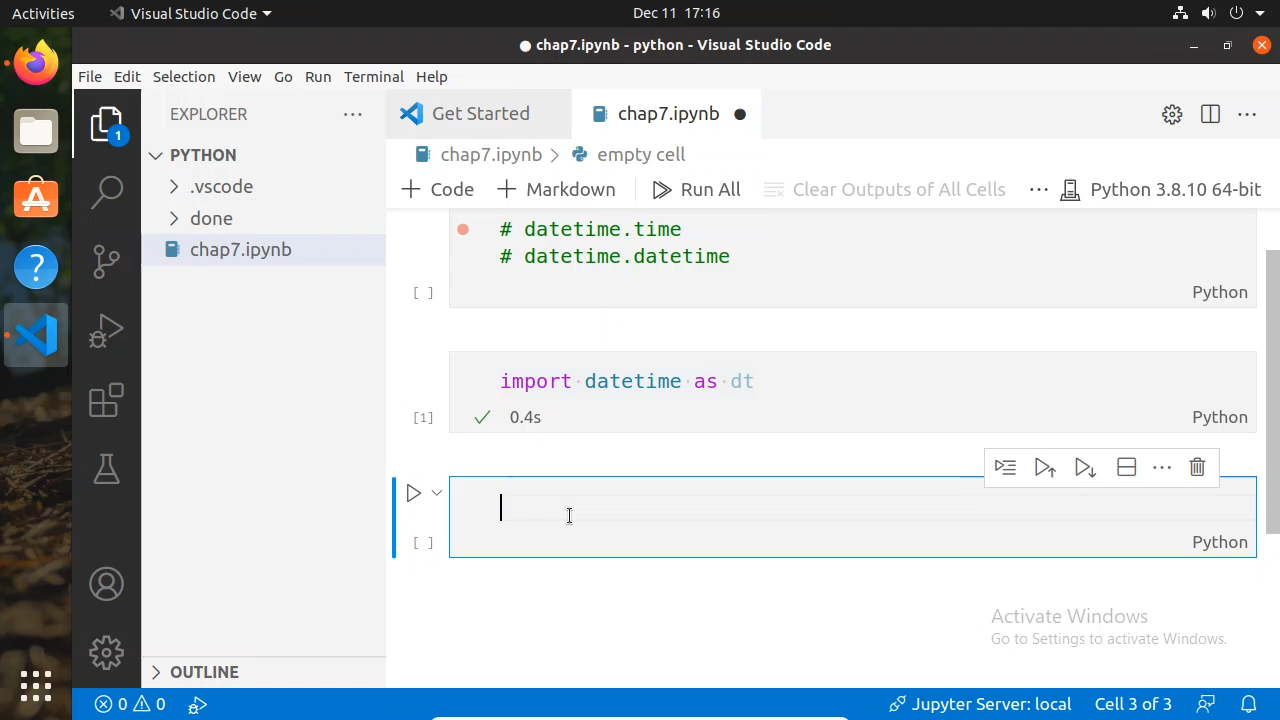 Activities
Visual Studio Code
Dec 11 17:16
● chap7.ipynb - python - Visual Studio Code
File Edit Selection View Go Run Terminal Help
EXPLORER
Get Started
chap7.ipynb
1
PYTHON
chap7.ipynb > empty cell
.vscode
+ Code + Markdown Run All Clear Outputs of All Cells ... Python 3.8.10 64-bit
done
chap7.ipynb
# datetime.time
# datetime.datetime
[ ] Python
import datetime as dt
[1] 0.4s Python
[ ] Python
Activate Windows
Go to Settings to activate Windows.
OUTLINE
0 0 Jupyter Server: local Cell 3 of 3